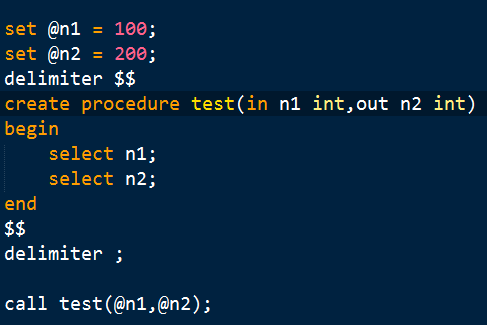 set @n1 = 100;
set @n2 = 200;
delimiter $$
create procedure test(in n1 int,out n2 int)
begin
    select n1;
    select n2;
end
$$
delimiter ;

call test(@n1,@n2);